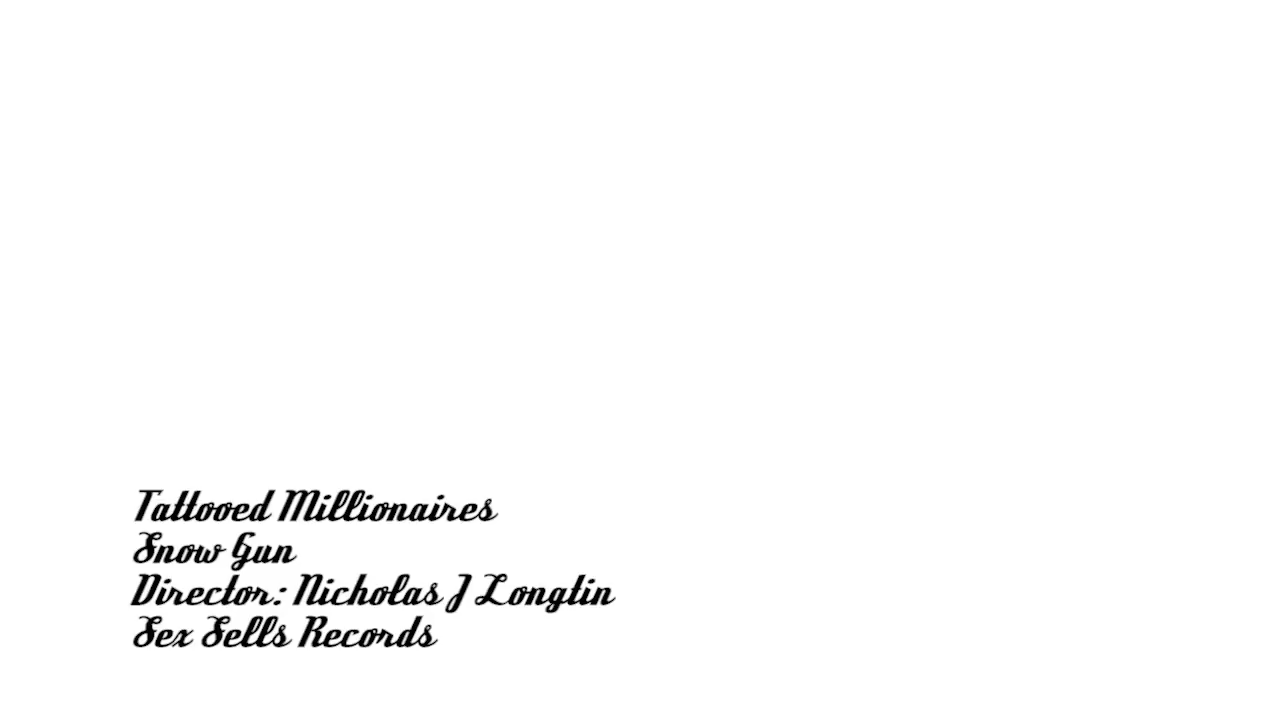 Tattooed Millionaires
Snow Gun
Director: Nicholas J Longtin
Sex Sells Records